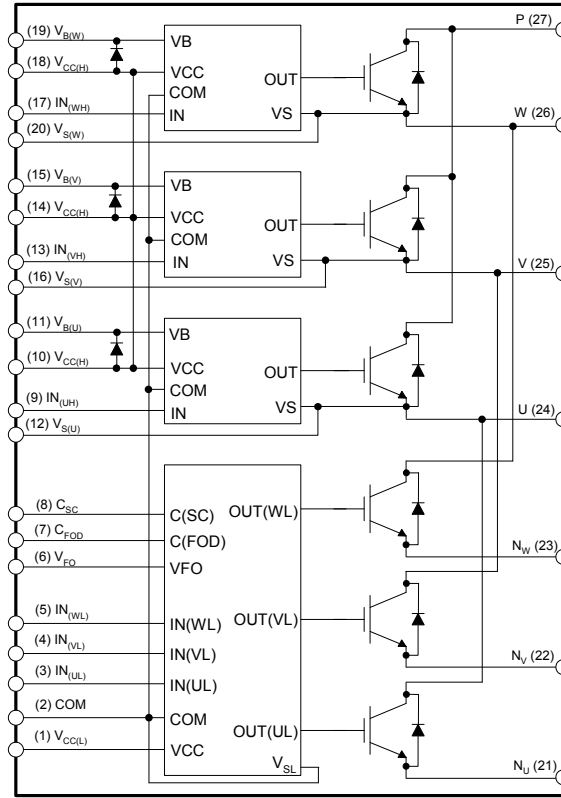 (19) VB(W)
(18) VCC(H)
(17) IN(WH)
(20) VS(W)
VB
VCC
COM
IN
OUT
VS
P (27)
W (26)
(15) VB(V)
(14) VCC(H)
(13) IN(VH)
(16) VS(V)
VB
VCC
COM
IN
OUT
VS
V (25)
(11) VB(U)
(10) VCC(H)
(9) IN(UH)
(12) VS(U)
VB
VCC
COM
IN
OUT
VS
U (24)
(8) CSC
(7) CFOD
(6) VFO
(5) IN(WL)
(4) IN(VL)
(3) IN(UL)
(2) COM
(1) VCC(L)
C(SC)
C(FOD)
VFO
IN(WL)
IN(VL)
IN(UL)
COM
VCC
OUT(WL)
OUT(VL)
OUT(UL)
VSL
NW (23)
NV (22)
NU (21)